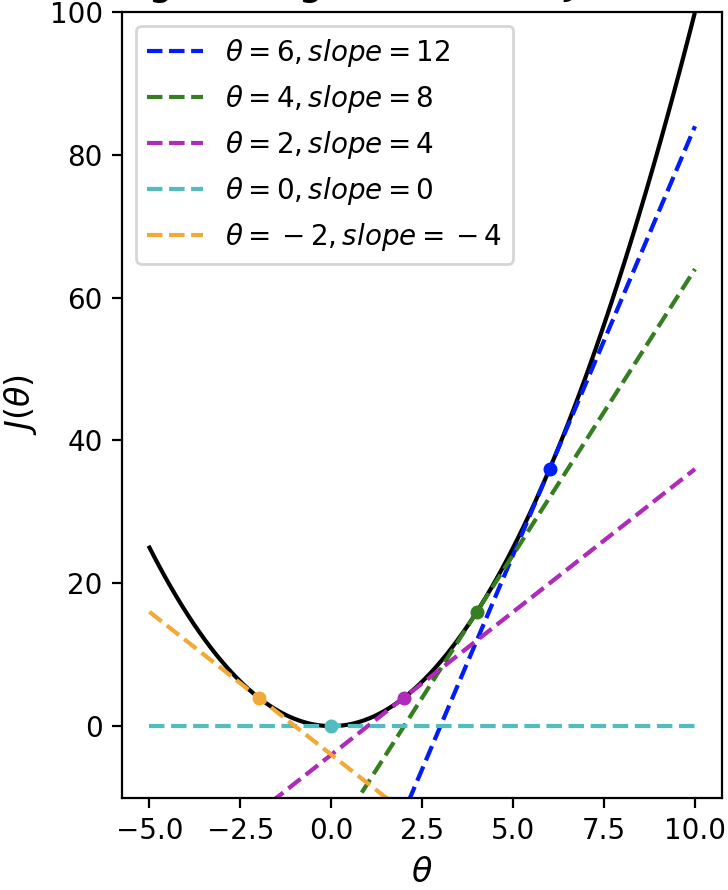 100
80
60
40
20
0
J(θ)
θ = 6, slope = 12
θ = 4, slope = 8
θ = 2, slope = 4
θ = 0, slope = 0
θ = −2, slope = −4
−5.0 −2.5 0.0 2.5 5.0 7.5 10.0
θ